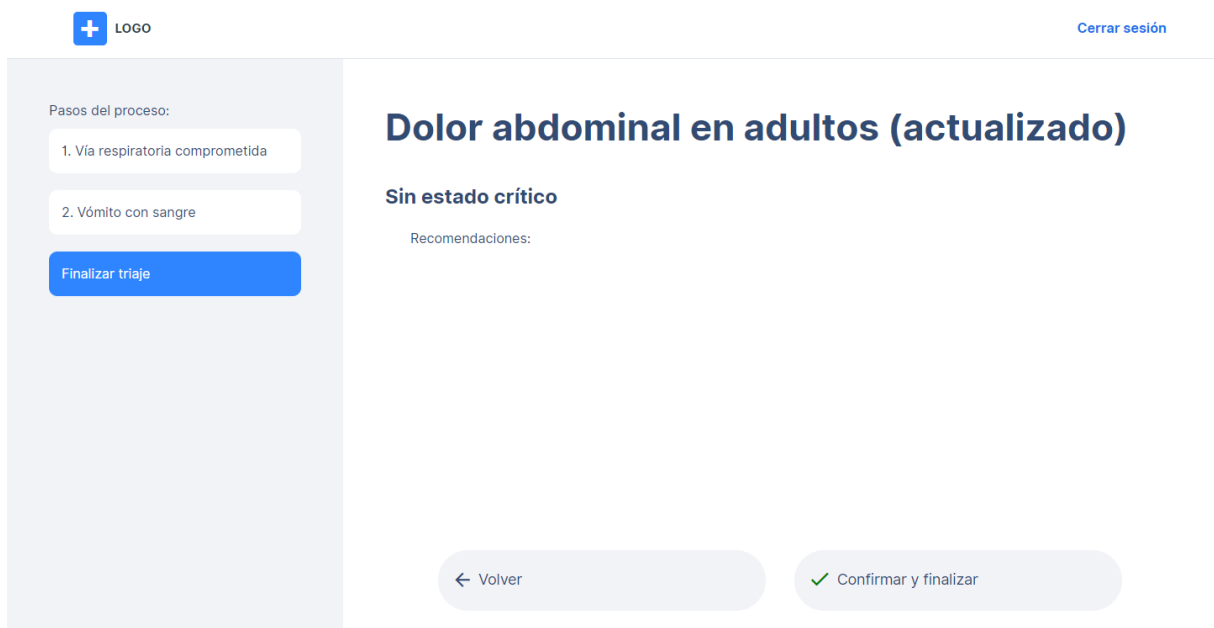 LOGO
Cerrar sesión
Pasos del proceso:
1. Vía respiratoria comprometida
2. Vómito con sangre
Finalizar triaje
Dolor abdominal en adultos (actualizado)
Sin estado crítico
Recomendaciones:
Volver
Confirmar y finalizar